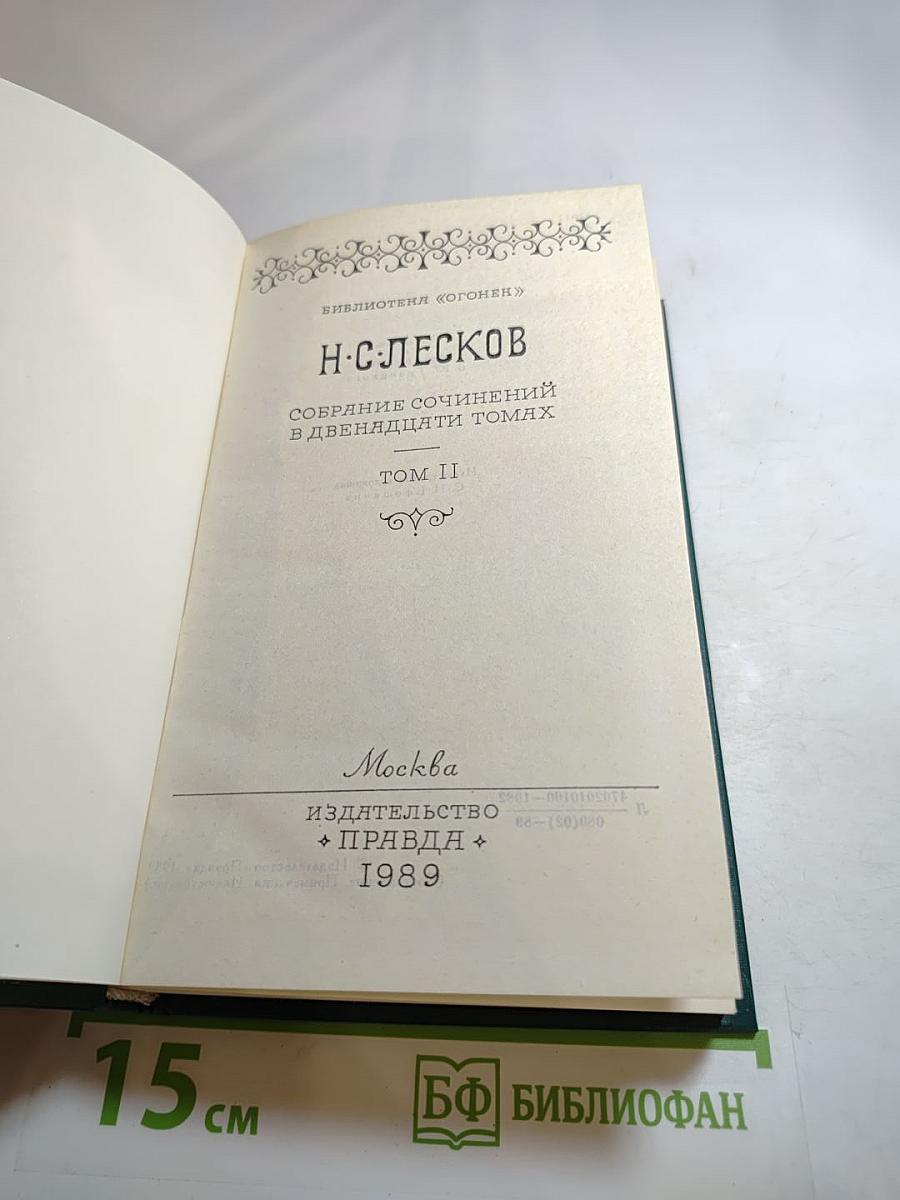 БИБЛИОТЕКА «ОГОНЕК»
Н·С·ЛЕСКОВ
СОБРАНИЕ СОЧИНЕНИЙ
В ДВЕНАДЦАТИ ТОМАХ
ТОМ II
Москва
ИЗДАТЕЛЬСТВО
ПРАВДА
1989
15 см
БФ БИБЛИОФАН